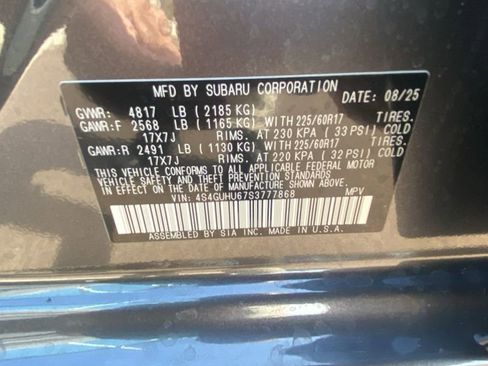 MFD BY SUBARU CORPORATION DATE: 08/25
GVWR: 4817 LB ( 2185 KG)
GAWR:F 2568 LB ( 1165 KG) WITH 225/60R17 TIRES.
17X7J RIMS. AT 230 KPA ( 33 PSI) COLD
GAWR:R 2491 LB ( 1130 KG) WITH 225/60R17 TIRES.
17X7J RIMS. AT 220 KPA ( 32 PSI) COLD
THIS VEHICLE CONFORMS TO ALL APPLICABLE FEDERAL MOTOR
VEHICLE SAFETY AND THEFT PREVENTION STANDARDS
IN EFFECT ON THE DATE OF MANUFACTURE SHOWN ABOVE.
VIN: 4S4GUHU67S3777868 MPV
ASSEMBLED BY SIA INC. MADE IN U.S.A.